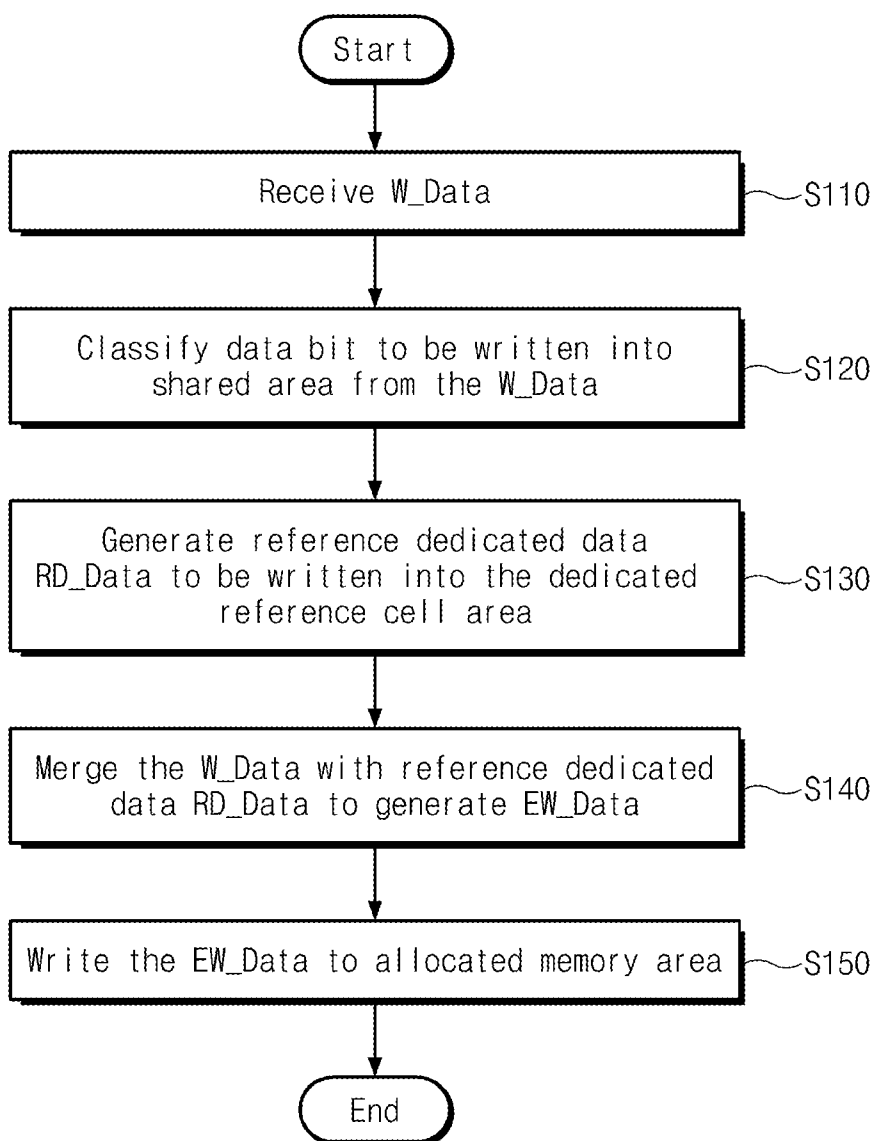 Start
Receive W_Data
S110
Classify data bit to be written into
shared area from the W_Data
S120
Generate reference dedicated data
RD_Data to be written into the dedicated
reference cell area
S130
Merge the W_Data with reference dedicated
data RD_Data to generate EW_Data
S140
Write the EW_Data to allocated memory area
S150
End